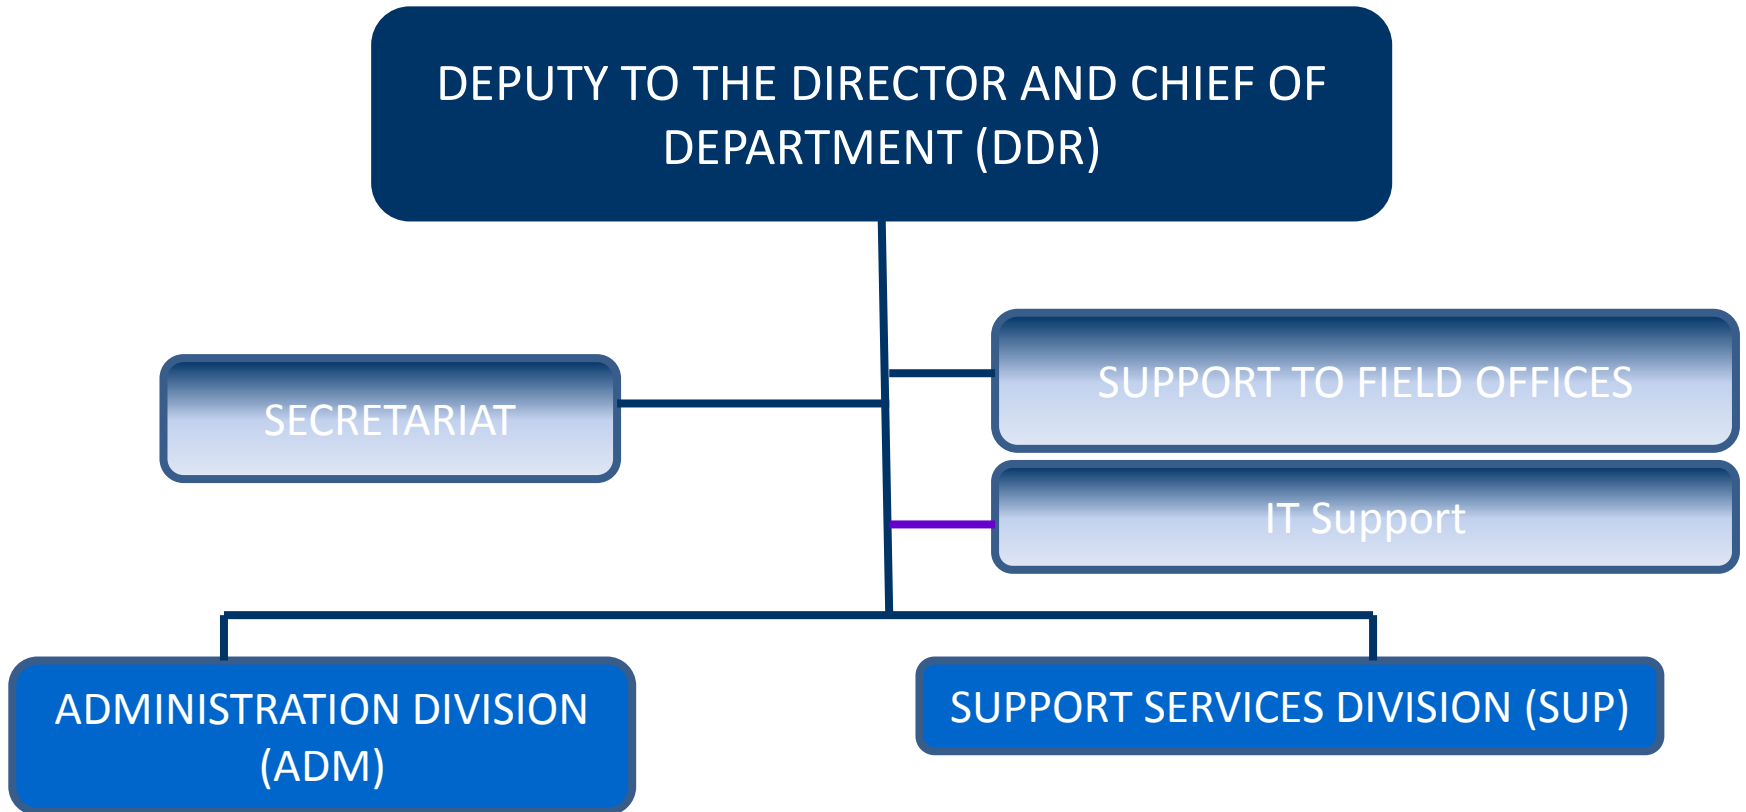 DEPUTY TO THE DIRECTOR AND CHIEF OF
DEPARTMENT (DDR)
SUPPORT TO FIELD OFFICES
SECRETARIAT
IT Support
ADMINISTRATION DIVISION
(ADM)
SUPPORT SERVICES DIVISION (SUP)